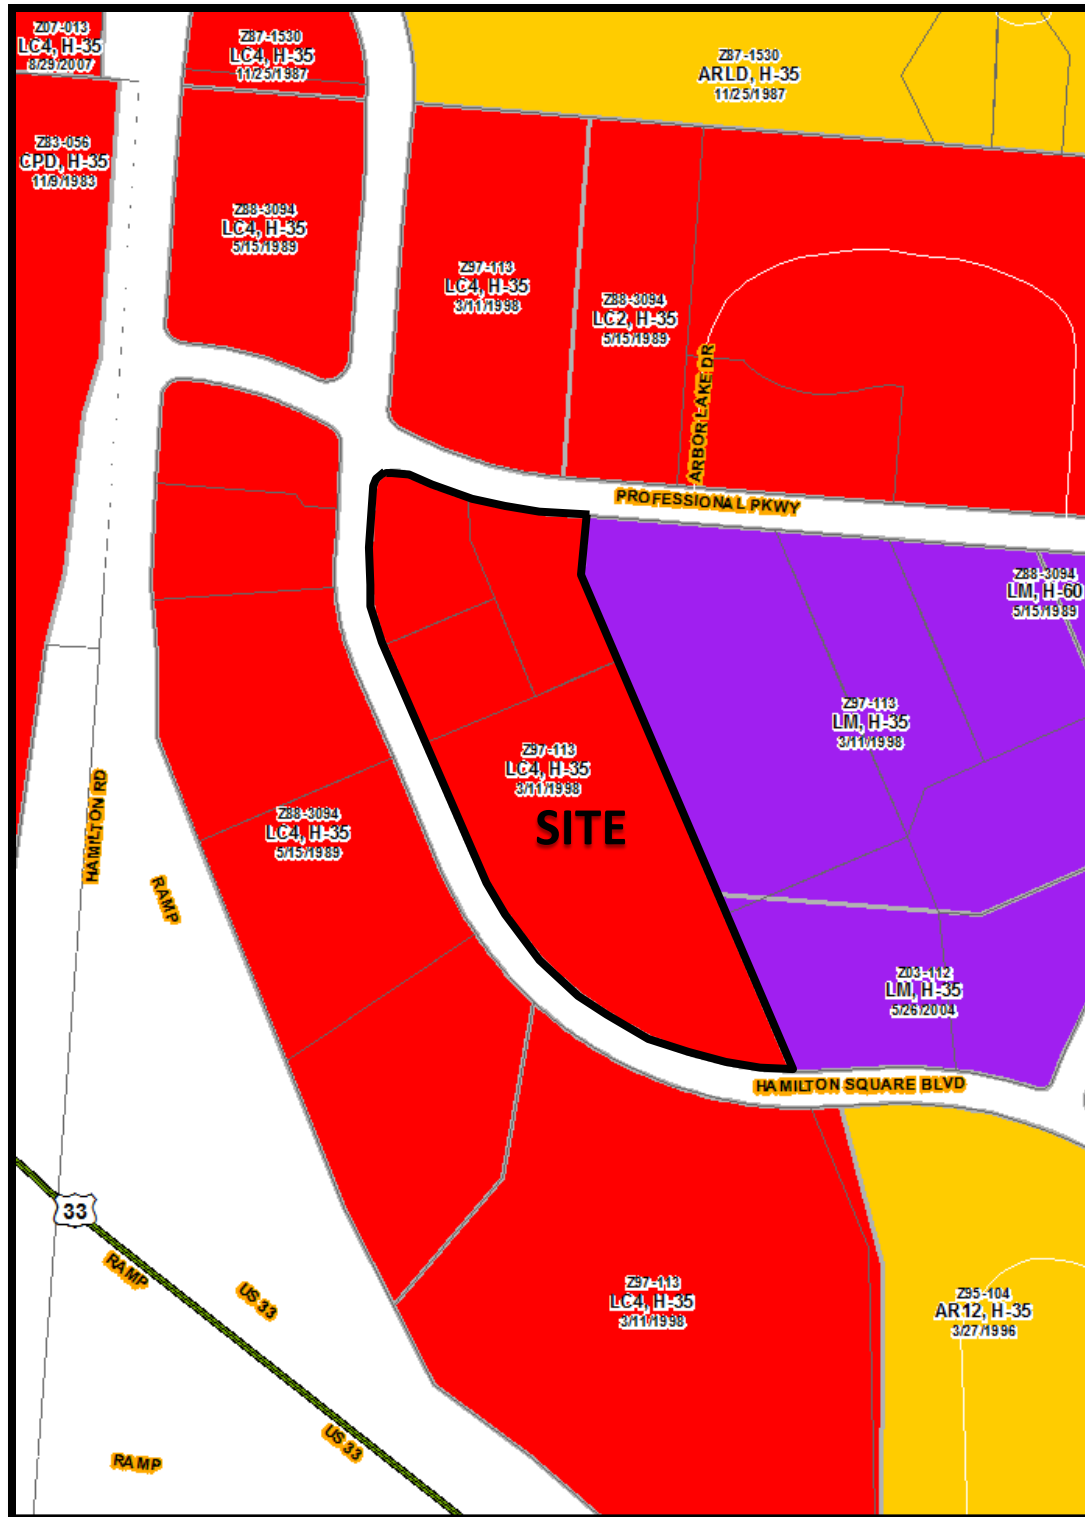 Z07-013
LC4, H-35
8/29/2007
Z87-1530
LC4, H-35
11/25/1987
Z87-1530
ARLD, H-35
11/25/1987
Z83-056
CPD, H-35
11/9/1983
Z88-3094
LC4, H-35
5/15/1989
Z97-113
LC4, H-35
3/11/1998
Z88-3094
LC2, H-35
5/15/1989
ARBOR LAKE DR
PROFESSIONAL PKWY
Z88-3094
LM, H-60
5/15/1989
Z97-113
LM, H-35
3/11/1998
Z97-113
LC4, H-35
3/11/1998
SITE
HAMILTON RD
Z88-3094
LC4, H-35
5/15/1989
RAMP
Z03-112
LM, H-35
5/26/2004
HAMILTON SQUARE BLVD
33
RAMP
US 33
Z97-113
LC4, H-35
3/11/1998
Z95-104
AR12, H-35
3/27/1996
US 33
RAMP